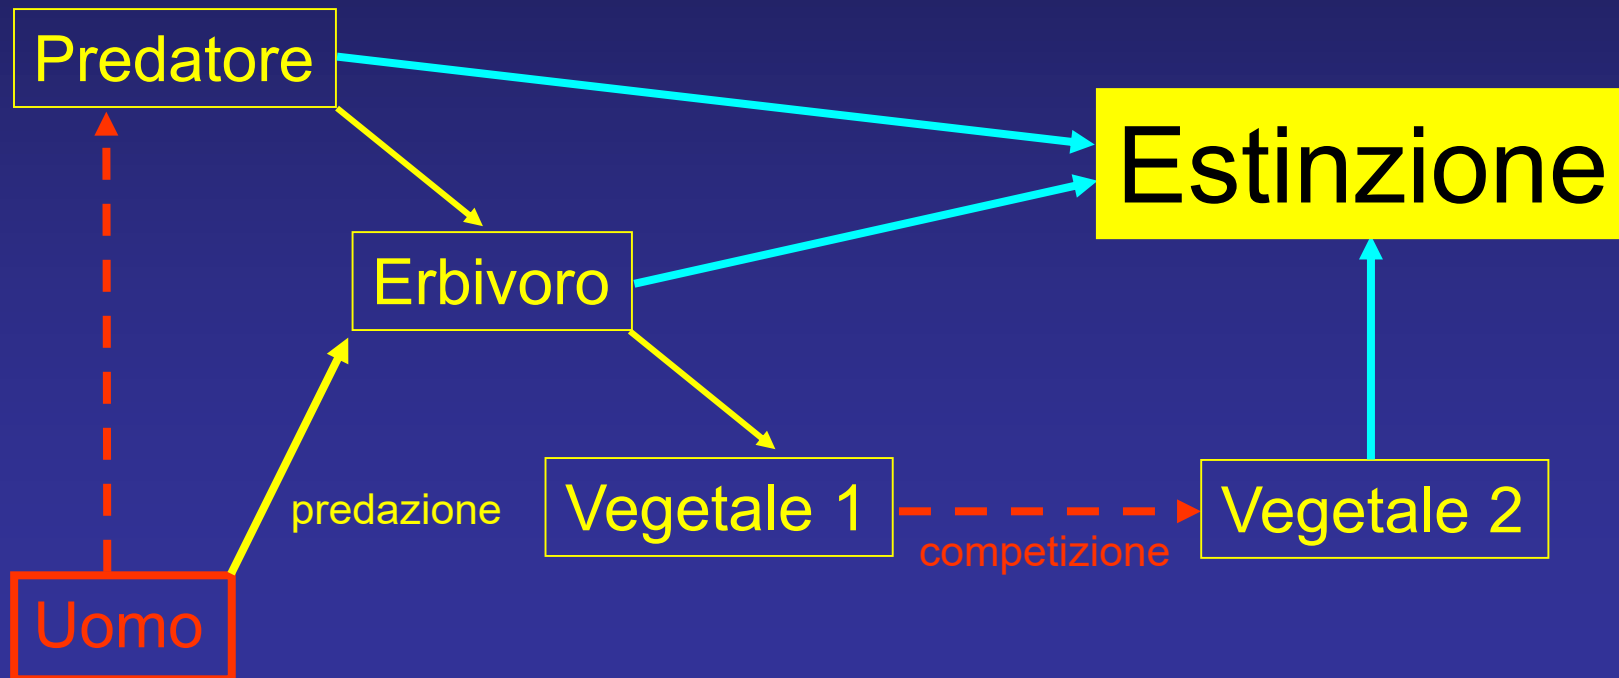 Predatore
Estinzione
Erbivoro
predazione
Vegetale 1
competizione
Vegetale 2
Uomo